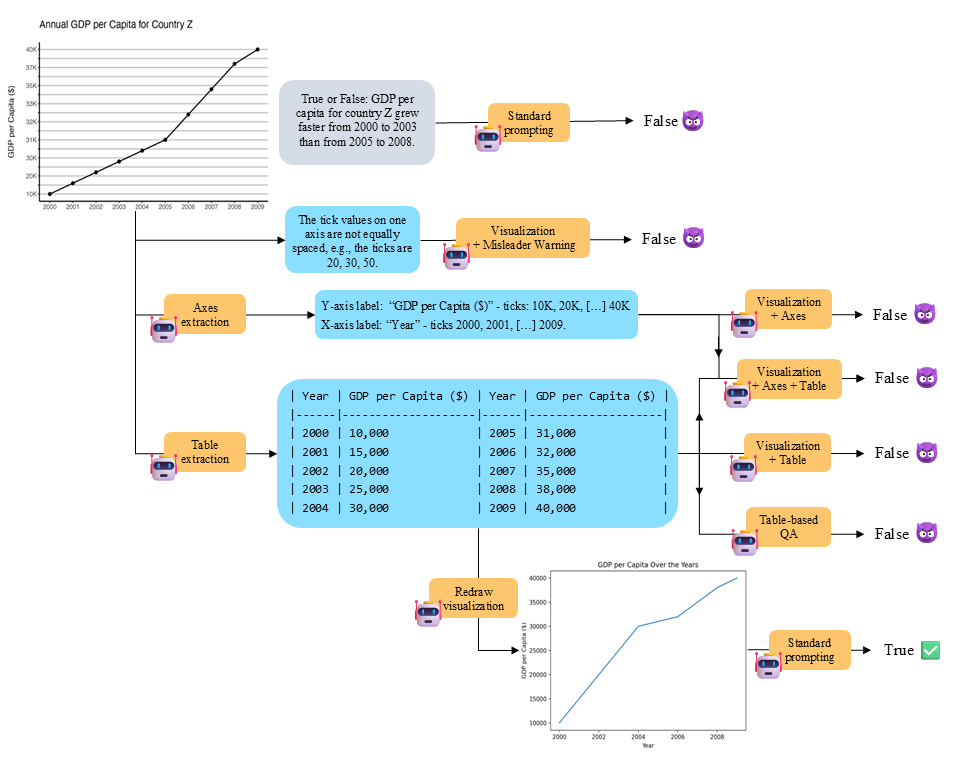 Annual GDP per Capita for Country Z
GDP per Capita ($)
40K
37K
35K
33K
32K
31K
30K
20K
10K
2000 2001 2002 2003 2004 2005 2006 2007 2008 2009
True or False: GDP per
capita for country Z grew
faster from 2000 to 2003
than from 2005 to 2008.
Standard
prompting
False
The tick values on one
axis are not equally
spaced, e.g., the ticks are
20, 30, 50.
Visualization
+ Misleader Warning
False
Axes
extraction
Y-axis label: “GDP per Capita ($)” - ticks: 10K, 20K, […] 40K
X-axis label: “Year” - ticks 2000, 2001, […] 2009.
Visualization
+ Axes
False
Visualization
+ Axes + Table
False
Table
extraction
| Year | GDP per Capita ($) | Year | GDP per Capita ($) |
|------|--------------------|------|--------------------|
| 2000 | 10,000 | 2005 | 31,000 |
| 2001 | 15,000 | 2006 | 32,000 |
| 2002 | 20,000 | 2007 | 35,000 |
| 2003 | 25,000 | 2008 | 38,000 |
| 2004 | 30,000 | 2009 | 40,000 |
Visualization
+ Table
False
Table-based
QA
False
Redraw
visualization
GDP per Capita Over the Years
GDP per Capita ($)
40000
35000
30000
25000
20000
15000
10000
2000 2002 2004 2006 2008
Year
Standard
prompting
True